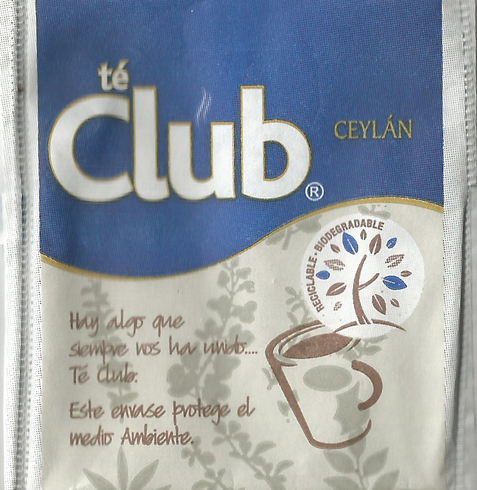 té
Club®
CEYLÁN
RECICLABLE • BIODEGRADABLE
Hay algo que
siempre nos ha unido....
Té Club.
Este envase protege el
medio Ambiente.